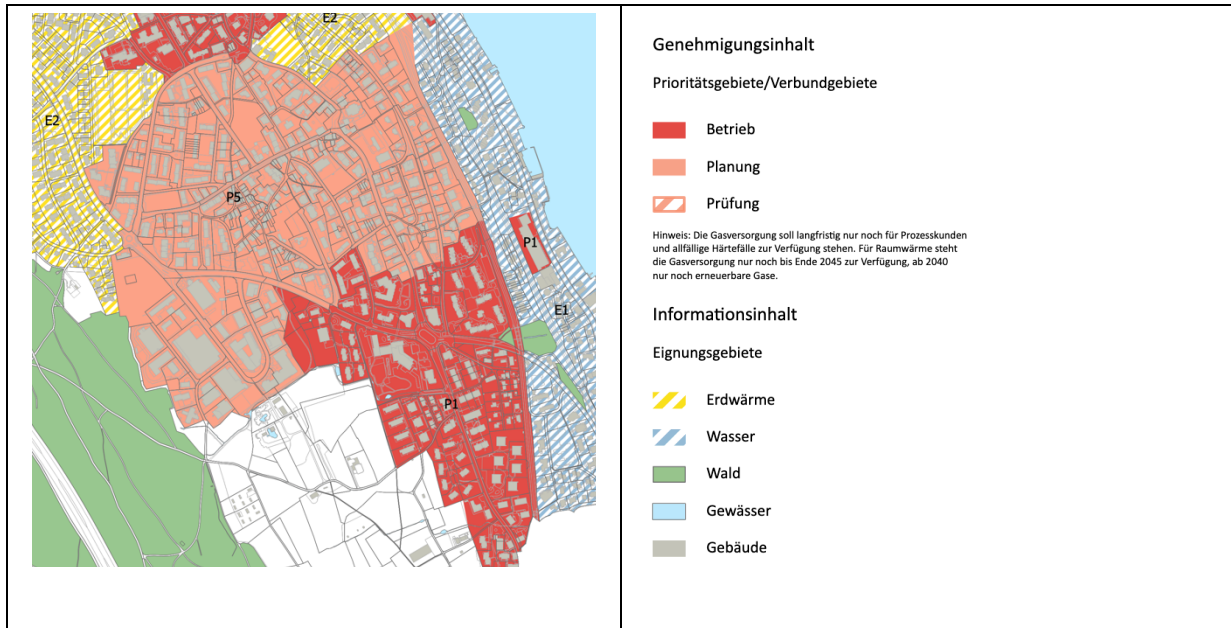 E2
E2
P5
P1
E1
P1
Genehmigungsinhalt
Prioritätsgebiete/Verbundgebiete
Betrieb
Planung
Prüfung
Hinweis: Die Gasversorgung soll langfristig nur noch für Prozesskunden
und allfällige Härtefälle zur Verfügung stehen. Für Raumwärme steht
die Gasversorgung nur noch bis Ende 2045 zur Verfügung, ab 2040
nur noch erneuerbare Gase.
Informationsinhalt
Eignungsgebiete
Erdwärme
Wasser
Wald
Gewässer
Gebäude